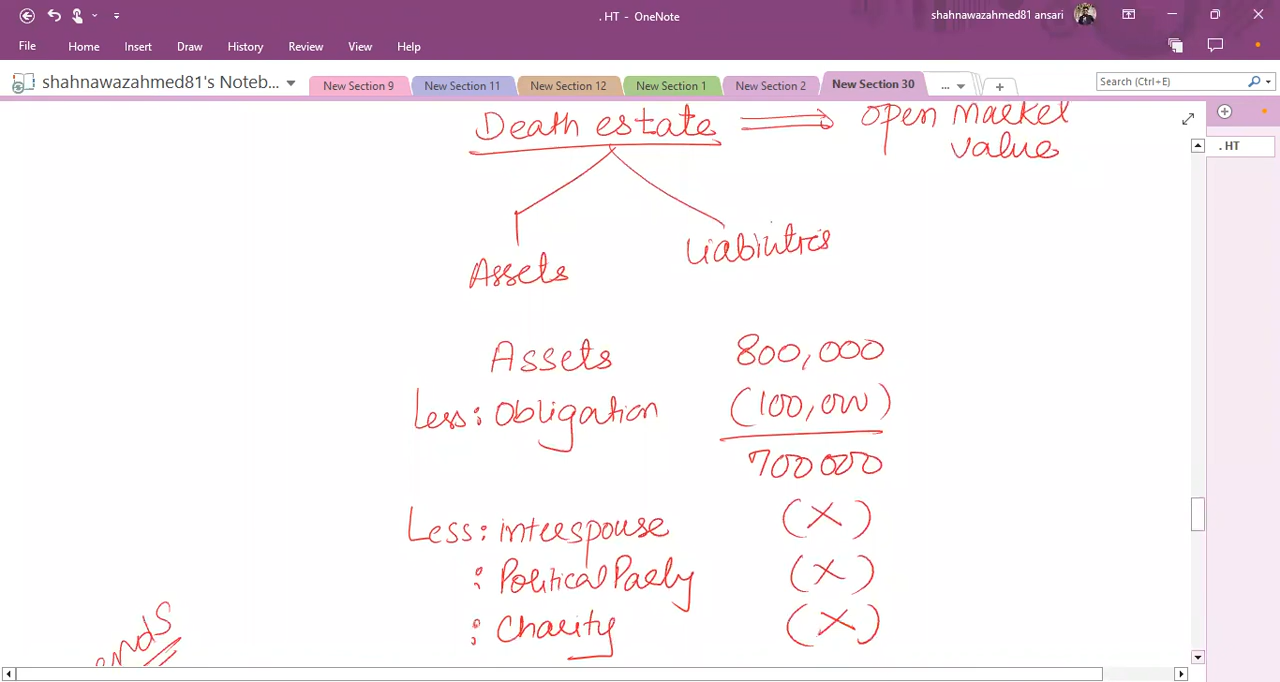 . HT - OneNote
shahnawazahmed81 ansari
File Home Insert Draw History Review View Help
shahnawazahmed81's Noteb...
New Section 9 New Section 11 New Section 12 New Section 1 New Section 2 New Section 30 ...
Search (Ctrl+E)
. HT
Death estate ⟹ open Market
value
Assets Liabilities
Assets 800,000
Less: Obligation (100,000)
700000
Less: interspouse (X)
: Political Party (X)
: Charity (X)